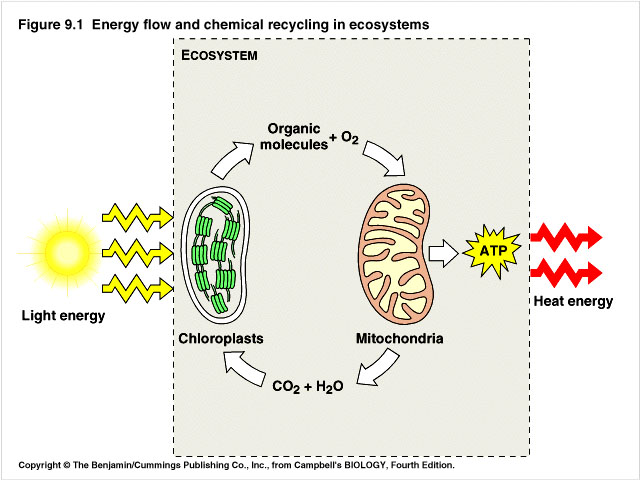 Figure 9.1 Energy flow and chemical recycling in ecosystems
ECOSYSTEM
Organic
molecules + O2
ATP
Light energy
Heat energy
Chloroplasts
Mitochondria
CO2 + H2O
Copyright © The Benjamin/Cummings Publishing Co., Inc., from Campbell's BIOLOGY, Fourth Edition.